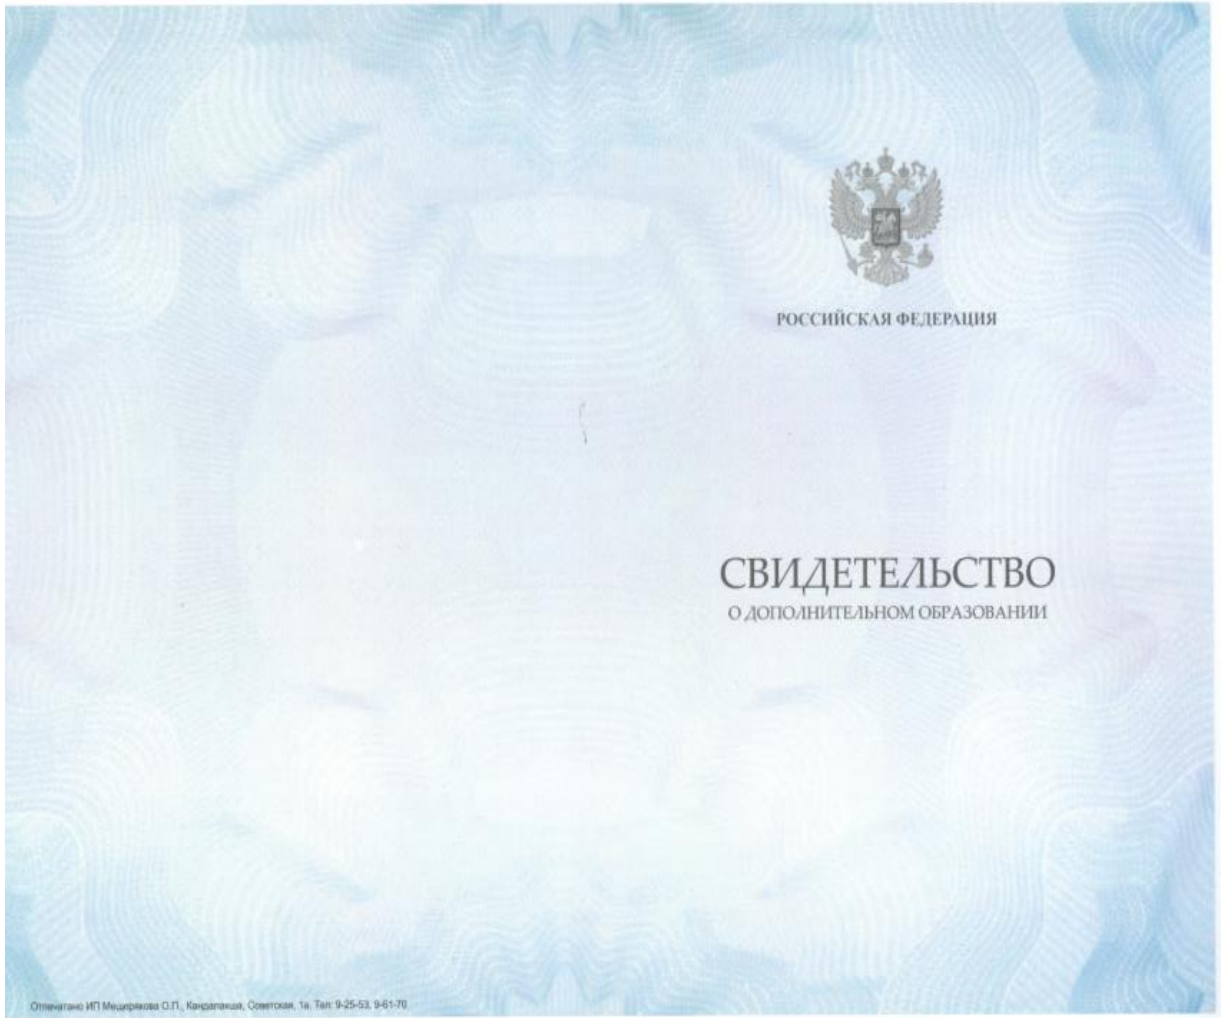 РОССИЙСКАЯ ФЕДЕРАЦИЯ
СВИДЕТЕЛЬСТВО
О ДОПОЛНИТЕЛЬНОМ ОБРАЗОВАНИИ
Отпечатано ИП Мещерякова О.П., Кандалакша, Советская, 1а, Тел: 9-25-53, 9-61-70